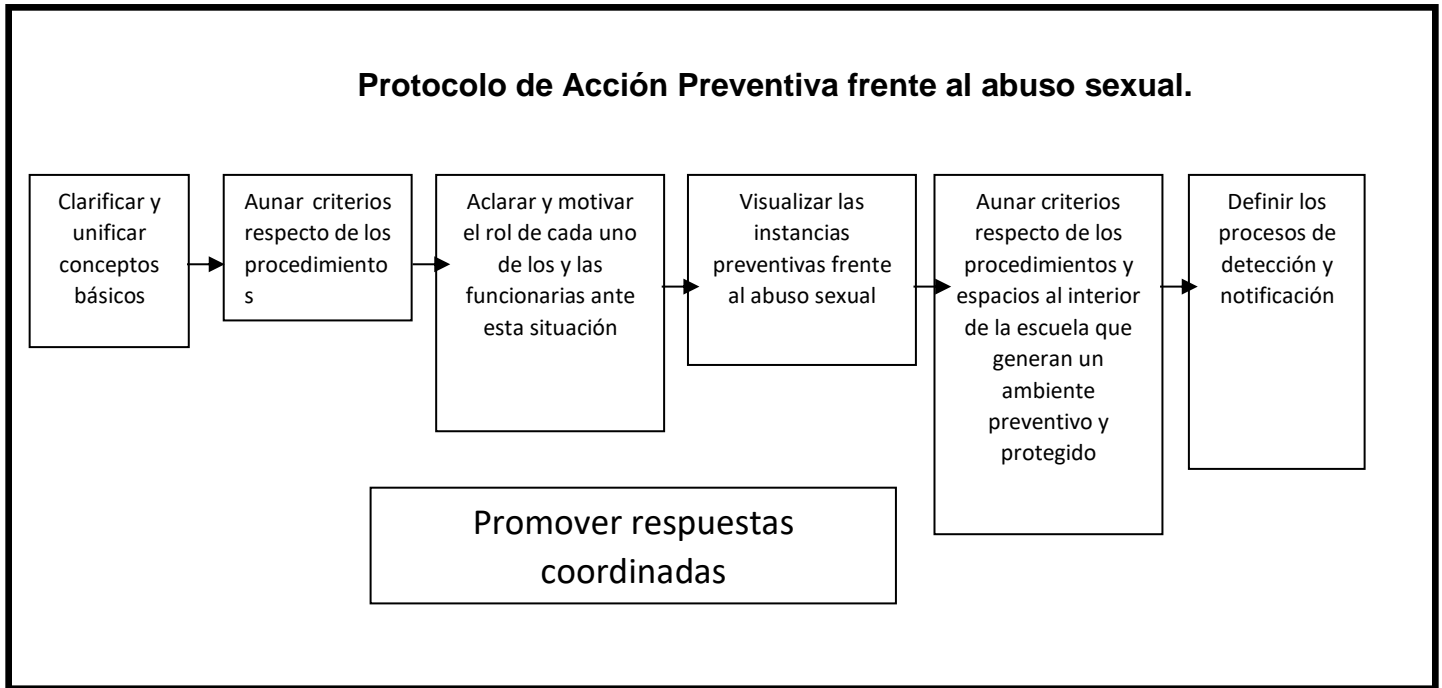 Protocolo de Acción Preventiva frente al abuso sexual.
Clarificar y
unificar
conceptos
básicos
Aunar criterios
respecto de los
procedimiento
s
Aclarar y motivar
el rol de cada uno
de los y las
funcionarias ante
esta situación
Visualizar las
instancias
preventivas frente
al abuso sexual
Aunar criterios
respecto de los
procedimientos y
espacios al interior
de la escuela que
generan un
ambiente
preventivo y
protegido
Definir los
procesos de
detección y
notificación
Promover respuestas
coordinadas